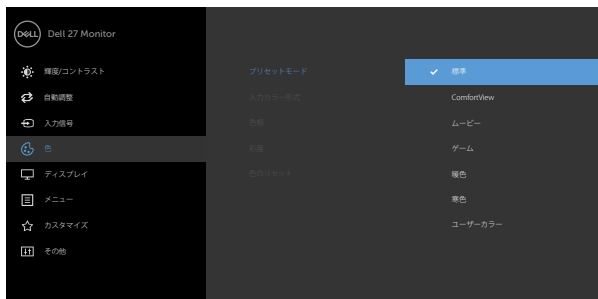 DELL Dell 27 Monitor
輝度/コントラスト
自動調整
入力信号
色
ディスプレイ
メニュー
カスタマイズ
その他
プリセットモード
入力カラー形式
色相
彩度
色のリセット
標準
ComfortView
ムービー
ゲーム
暖色
寒色
ユーザーカラー